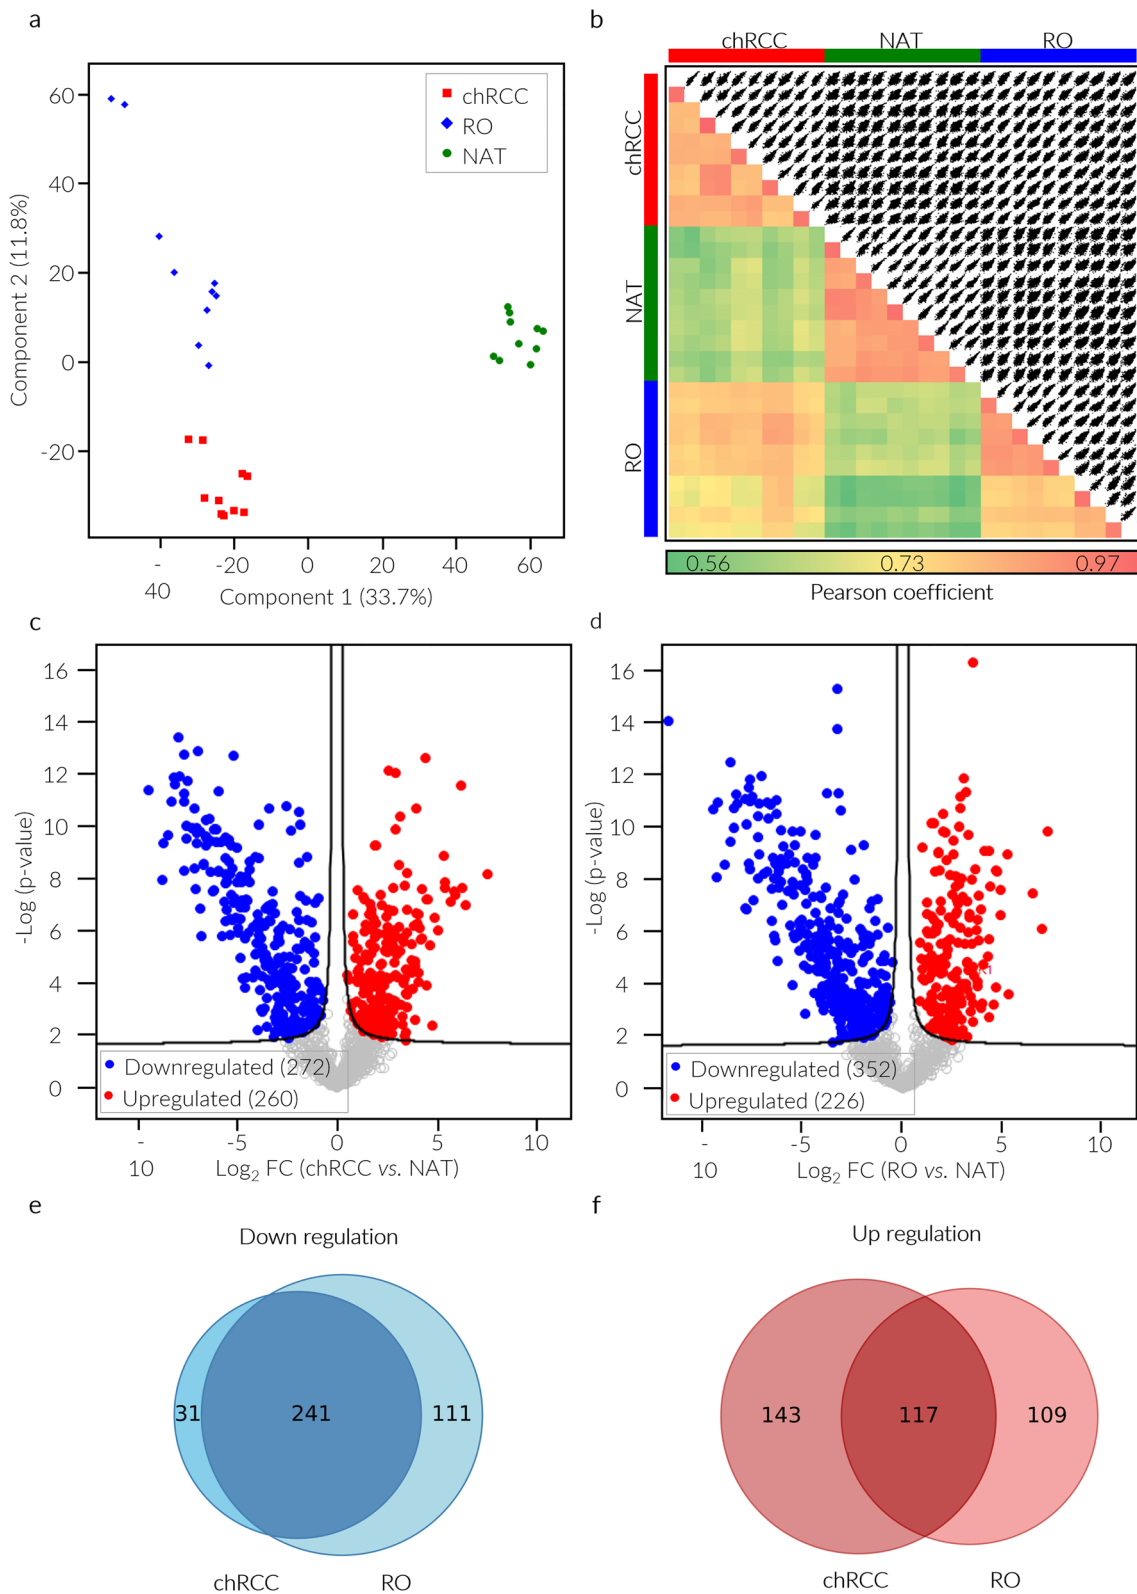 a
60
40
20
0
-20
Component 2 (11.8%)
chRCC
RO
NAT
-
40
-20
0
20
40
60
Component 1 (33.7%)
b
chRCC
NAT
RO
chRCC
NAT
RO
0.56
0.73
0.97
Pearson coefficient
c
16
14
12
10
8
6
4
2
0
-Log (p-value)
Downregulated (272)
Upregulated (260)
-
10
-5
0
5
10
Log2 FC (chRCC vs. NAT)
d
16
14
12
10
8
6
4
2
0
-Log (p-value)
Downregulated (352)
Upregulated (226)
-
10
-5
0
5
10
Log2 FC (RO vs. NAT)
e
Down regulation
31
241
111
chRCC
RO
f
Up regulation
143
117
109
chRCC
RO